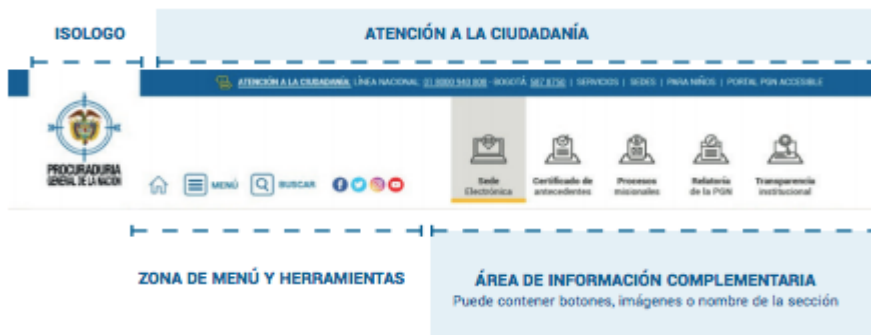 ISOLOGO
ATENCIÓN A LA CIUDADANÍA
ATENCIÓN A LA CIUDADANÍA: LÍNEA NACIONAL: 01 8000 940 808 - BOGOTÁ 587 8750 | SERVICIOS | SEDES | PARA NIÑOS | PORTAL PGN ACCESIBLE
PROCURADURIA
GENERAL DE LA NACION
MENÚ
BUSCAR
Sede
Electrónica
Certificado de
antecedentes
Procesos
misionales
Relatoría
de la PGN
Transparencia
institucional
ZONA DE MENÚ Y HERRAMIENTAS
ÁREA DE INFORMACIÓN COMPLEMENTARIA
Puede contener botones, imágenes o nombre de la sección